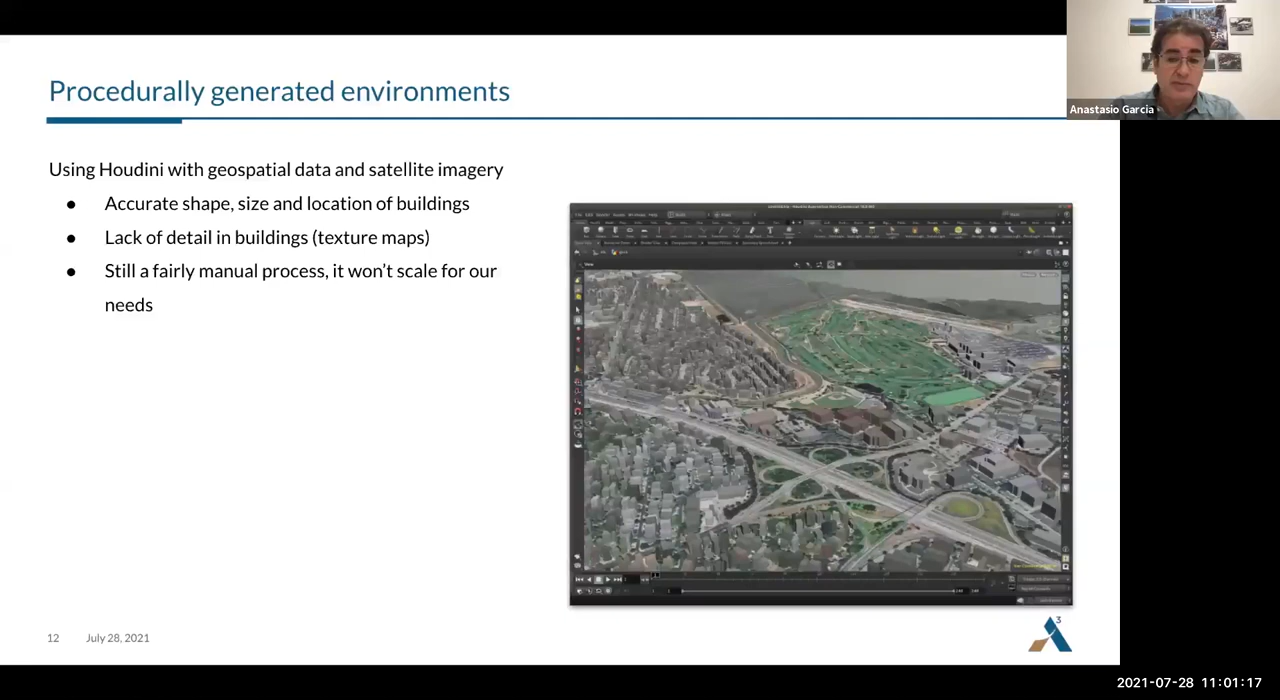 Procedurally generated environments
Anastasio Garcia
Using Houdini with geospatial data and satellite imagery
● Accurate shape, size and location of buildings
● Lack of detail in buildings (texture maps)
● Still a fairly manual process, it won't scale for our
needs
12 July 28, 2021
3
2021-07-28 11:01:17